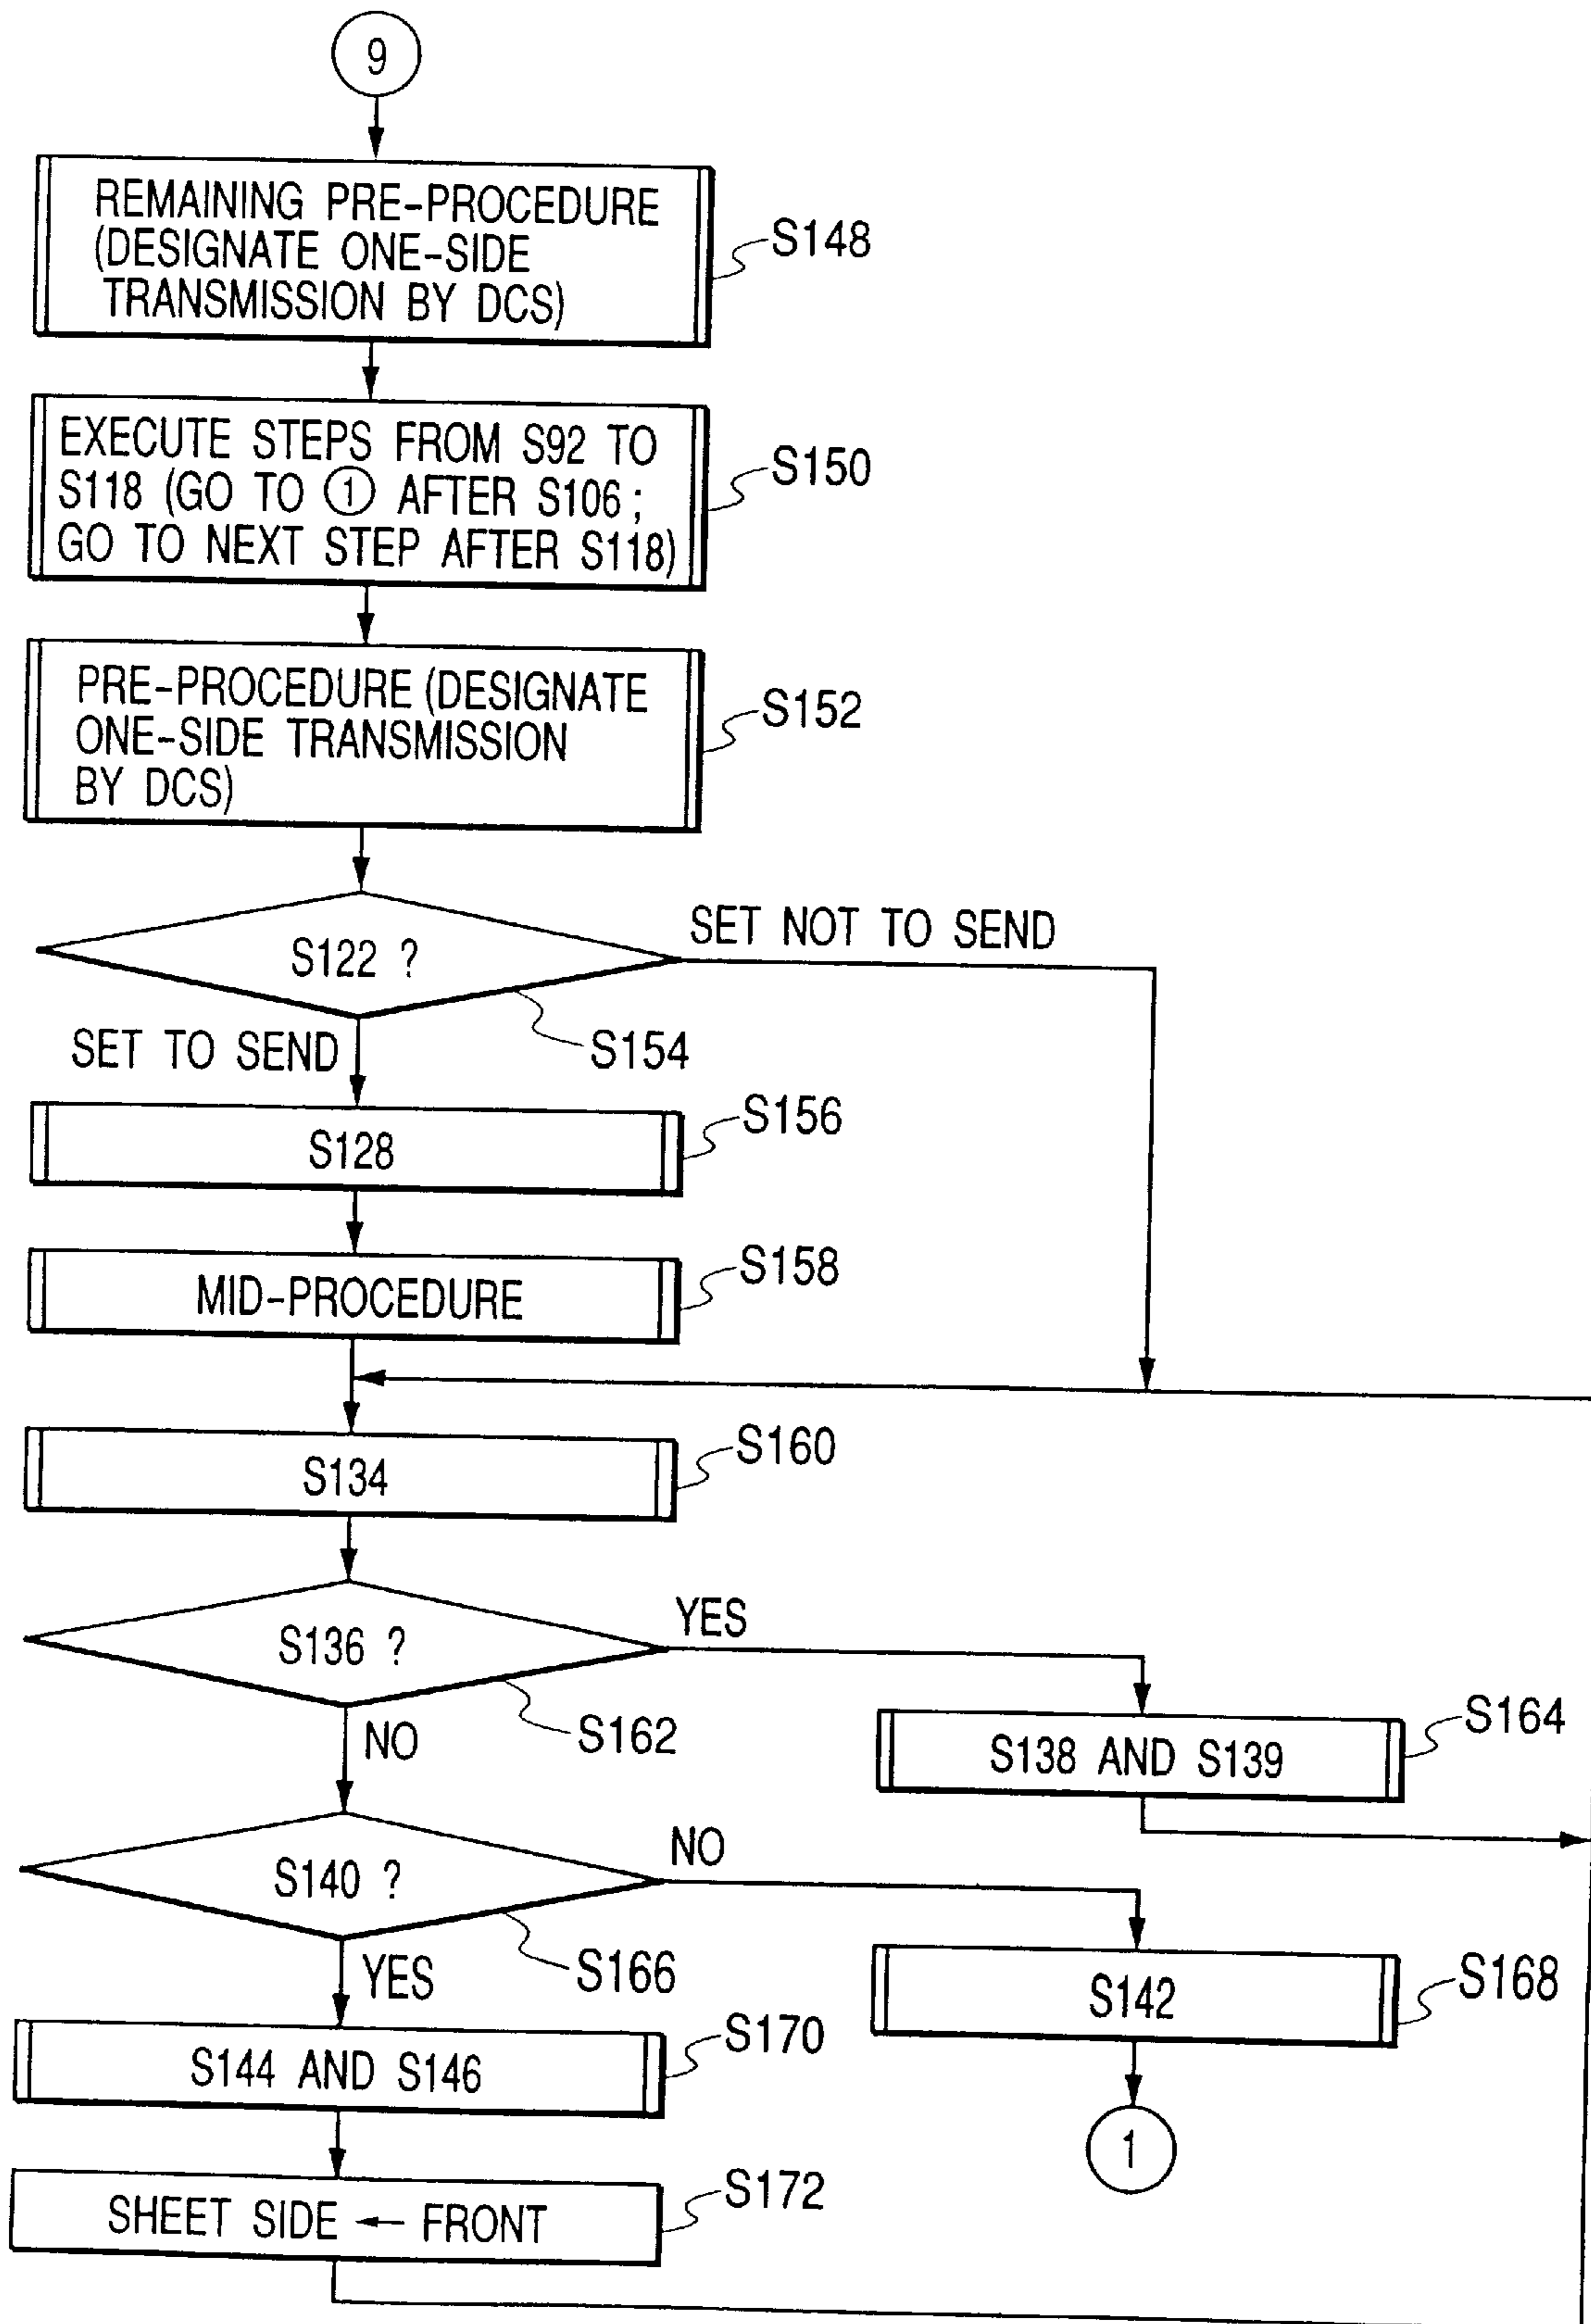 9
REMAINING PRE-PROCEDURE
(DESIGNATE ONE-SIDE
TRANSMISSION BY DCS)
S148
EXECUTE STEPS FROM S92 TO
S118 (GO TO ① AFTER S106;
GO TO NEXT STEP AFTER S118)
S150
PRE-PROCEDURE (DESIGNATE
ONE-SIDE TRANSMISSION
BY DCS)
S152
S122 ?
SET NOT TO SEND
S154
SET TO SEND
S128
S156
MID-PROCEDURE
S158
S134
S160
S136 ?
YES
S162
NO
S138 AND S139
S164
S140 ?
NO
S166
YES
S142
S168
1
S144 AND S146
S170
SHEET SIDE ← FRONT
S172